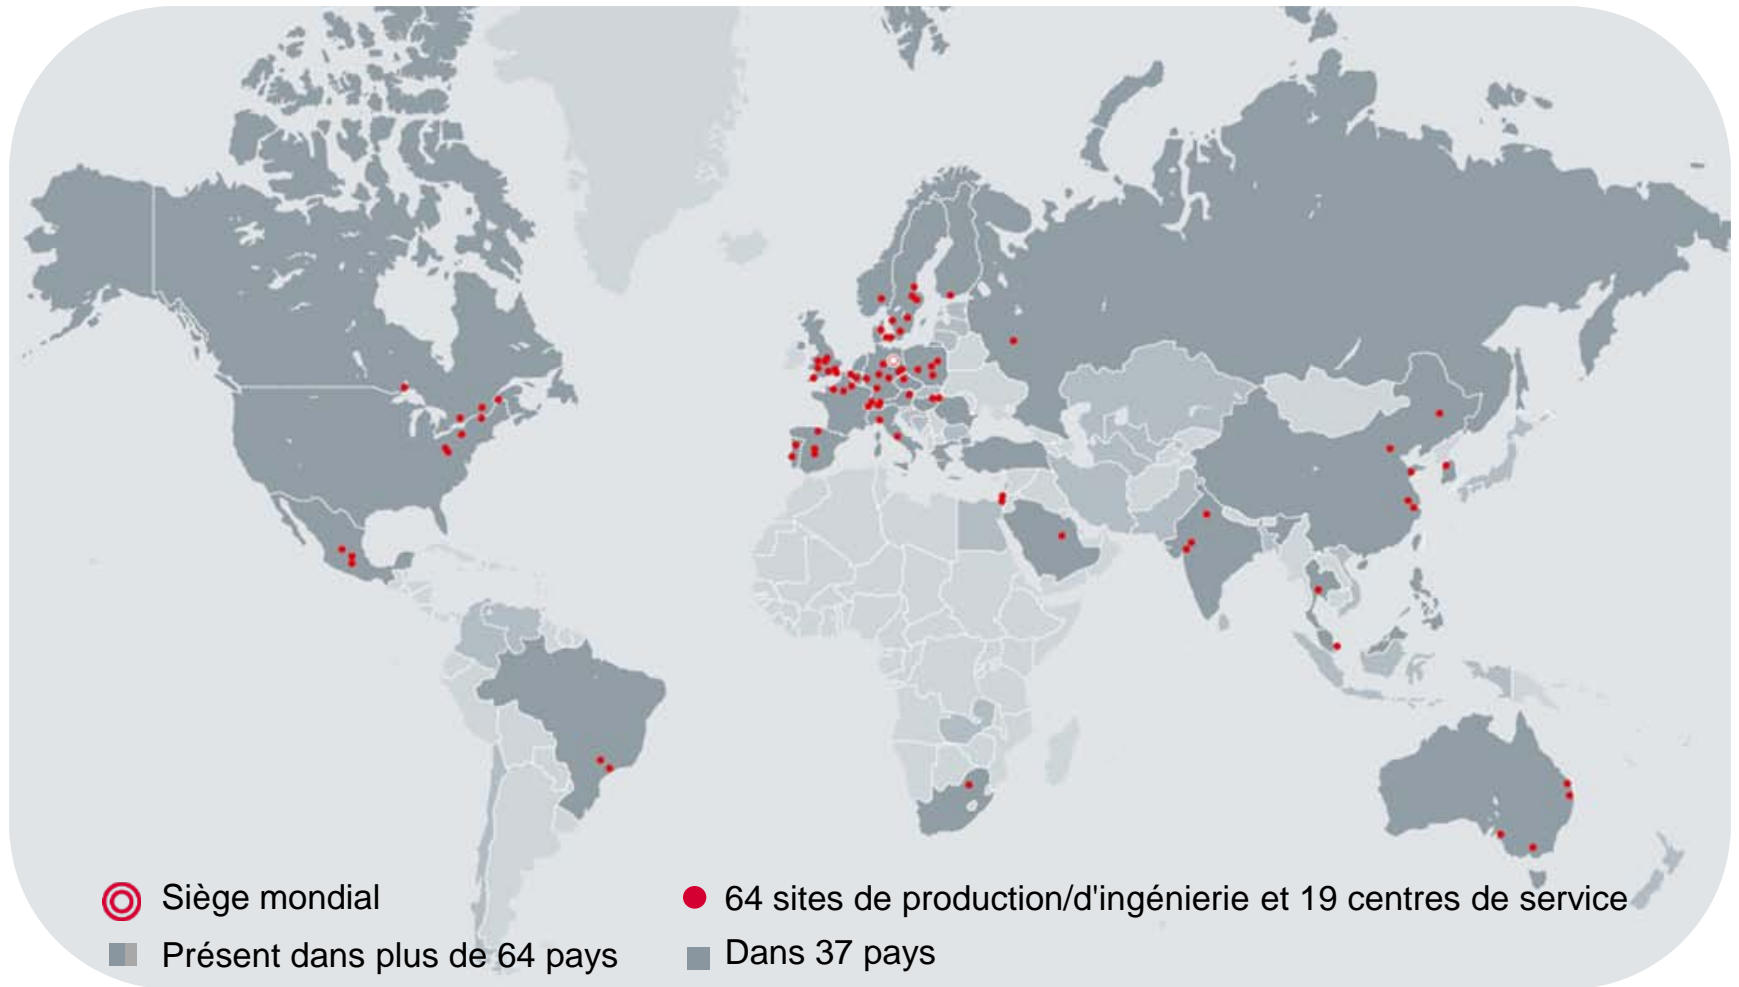 Siège mondial
64 sites de production/d'ingénierie et 19 centres de service
Présent dans plus de 64 pays
Dans 37 pays